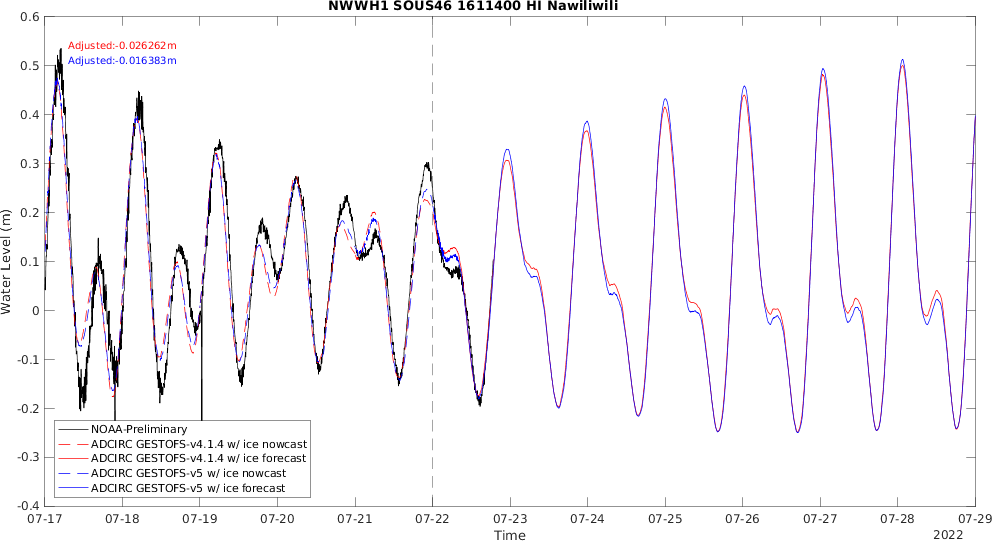 NWWH1 SOUS46 1611400 HI Nawiliwili
Adjusted:-0.026262m
Adjusted:-0.016383m
0.6
0.5
0.4
0.3
0.2
0.1
0
-0.1
-0.2
-0.3
-0.4
Water Level (m)
NOAA-Preliminary
ADCIRC GESTOFS-v4.1.4 w/ ice nowcast
ADCIRC GESTOFS-v4.1.4 w/ ice forecast
ADCIRC GESTOFS-v5 w/ ice nowcast
ADCIRC GESTOFS-v5 w/ ice forecast
07-17 07-18 07-19 07-20 07-21 07-22 07-23 07-24 07-25 07-26 07-27 07-28 07-29
Time
2022